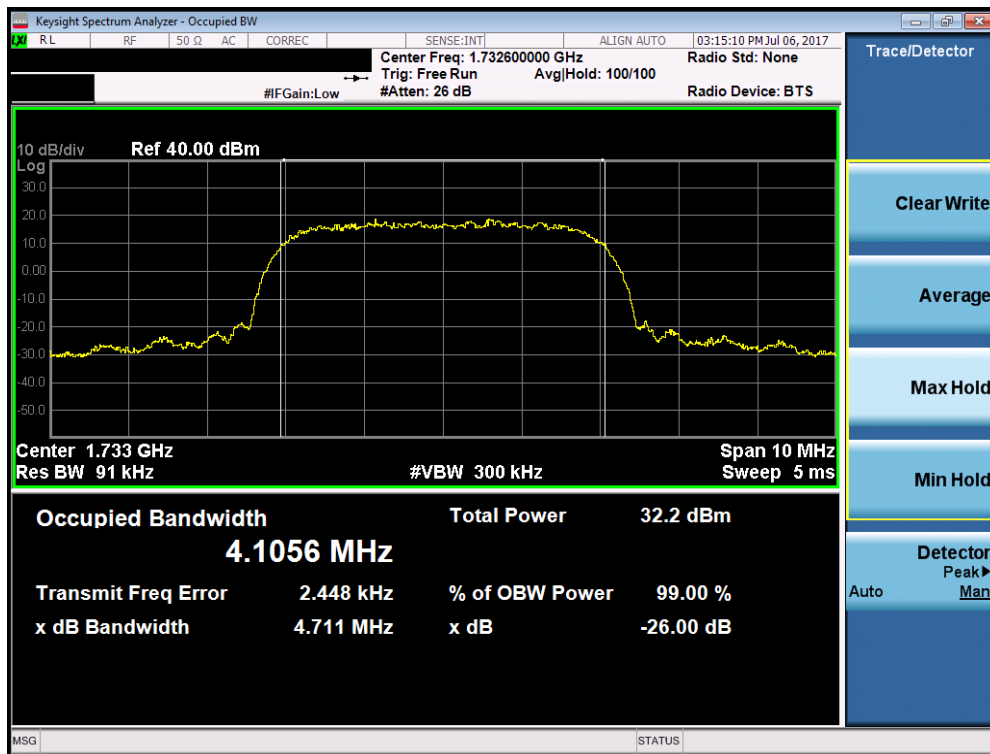 Keysight Spectrum Analyzer - Occupied BW
LXI RL RF 50 Ω AC CORREC SENSE:INT ALIGN AUTO 03:15:10 PM Jul 06, 2017
Center Freq: 1.732600000 GHz Radio Std: None
Trig: Free Run Avg|Hold: 100/100
#IFGain:Low #Atten: 26 dB Radio Device: BTS
10 dB/div Ref 40.00 dBm
Log
30.0
20.0
10.0
0.00
-10.0
-20.0
-30.0
-40.0
-50.0
Center 1.733 GHz Span 10 MHz
Res BW 91 kHz #VBW 300 kHz Sweep 5 ms
Occupied Bandwidth Total Power 32.2 dBm
4.1056 MHz
Transmit Freq Error 2.448 kHz % of OBW Power 99.00 %
x dB Bandwidth 4.711 MHz x dB -26.00 dB
MSG STATUS
Trace/Detector
Clear Write
Average
Max Hold
Min Hold
Detector
Peak▶
Auto Man